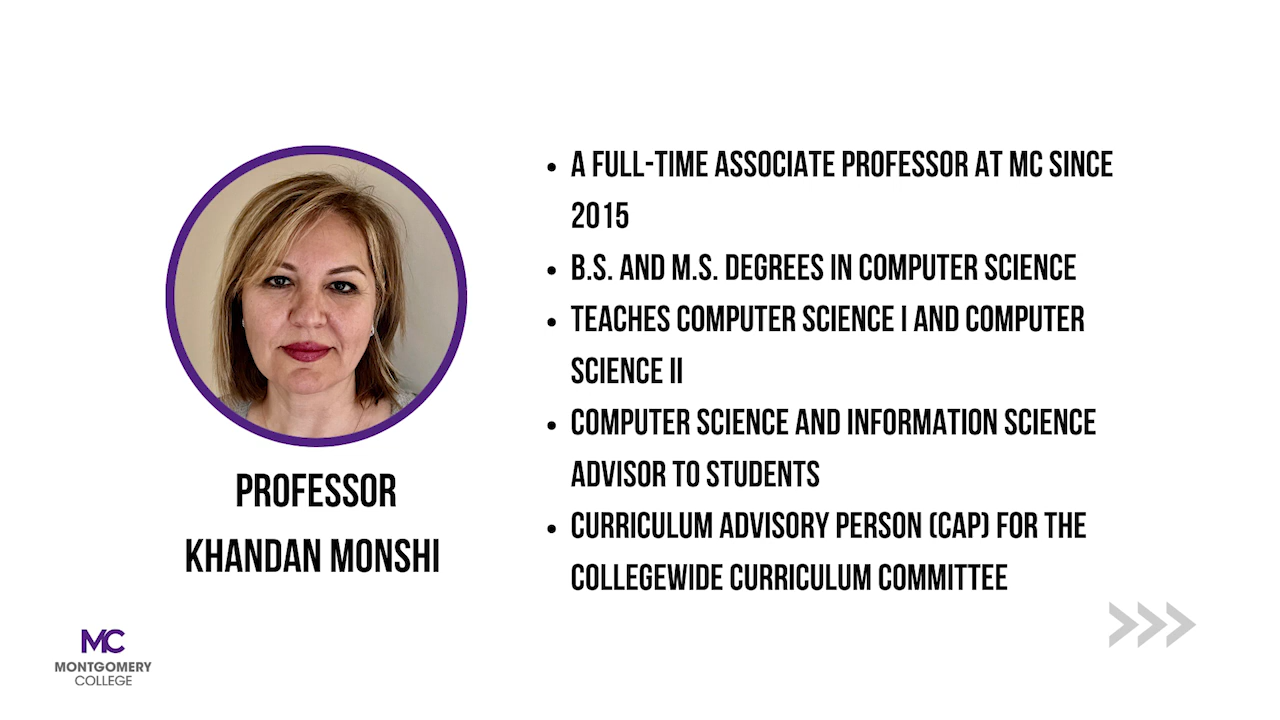 PROFESSOR
KHANDAN MONSHI
• A FULL-TIME ASSOCIATE PROFESSOR AT MC SINCE
2015
• B.S. AND M.S. DEGREES IN COMPUTER SCIENCE
• TEACHES COMPUTER SCIENCE I AND COMPUTER
SCIENCE II
• COMPUTER SCIENCE AND INFORMATION SCIENCE
ADVISOR TO STUDENTS
• CURRICULUM ADVISORY PERSON (CAP) FOR THE
COLLEGEWIDE CURRICULUM COMMITTEE
MC
MONTGOMERY
COLLEGE